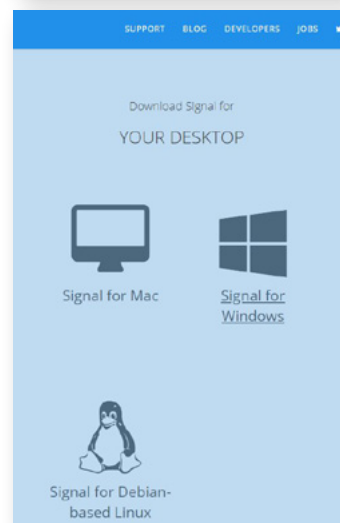 SUPPORT BLOG DEVELOPERS JOBS
Download Signal for
YOUR DESKTOP
Signal for Mac
Signal for
Windows
Signal for Debian-
based Linux